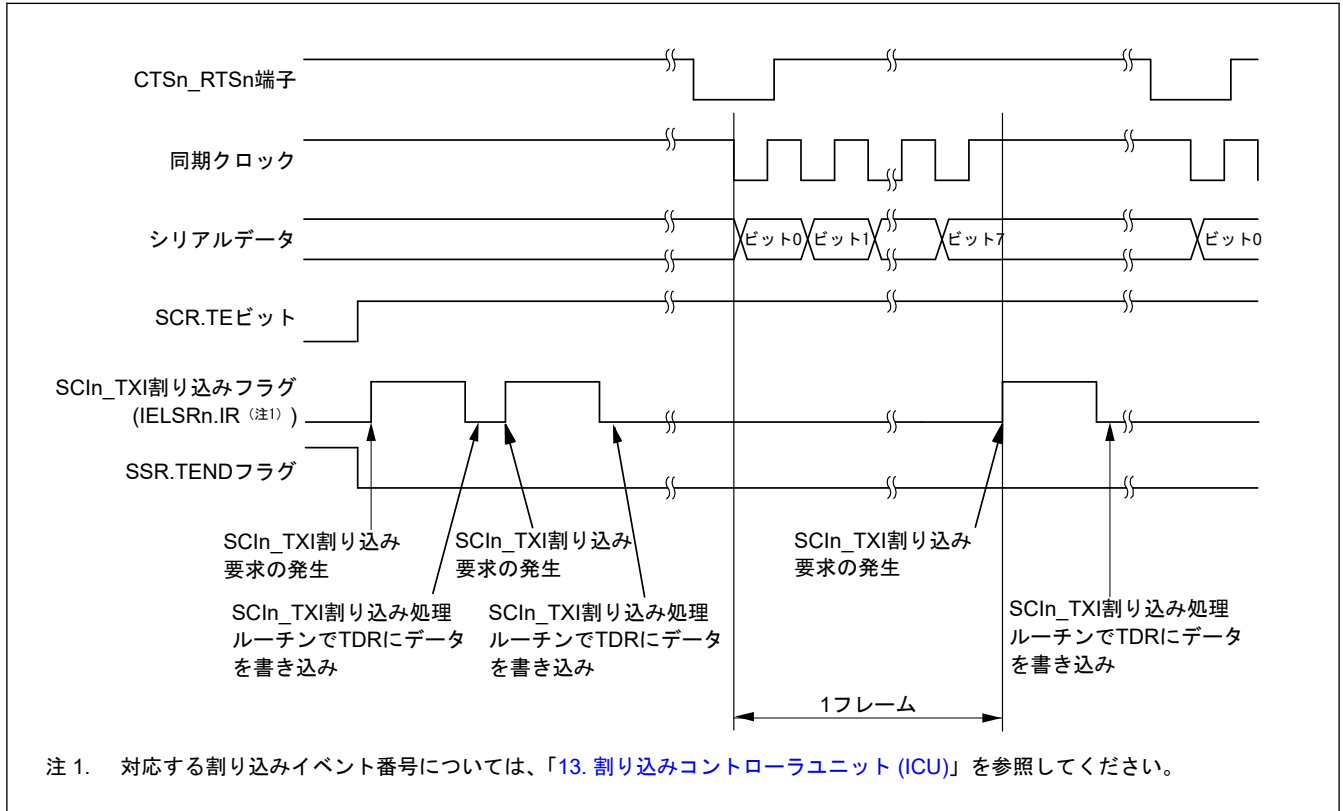 CTSn_RTSn端子
同期クロック
シリアルデータ
ビット0
ビット1
ビット7
ビット0
SCR.TEビット
SCIn_TXI割り込みフラグ
(IELSRn.IR（注1）)
SSR.TENDフラグ
SCIn_TXI割り込み
要求の発生
SCIn_TXI割り込み
要求の発生
SCIn_TXI割り込み
要求の発生
SCIn_TXI割り込み処理
ルーチンでTDRにデータ
を書き込み
SCIn_TXI割り込み処理
ルーチンでTDRにデータ
を書き込み
SCIn_TXI割り込み処理
ルーチンでTDRにデータ
を書き込み
1フレーム
注 1. 対応する割り込みイベント番号については、「13. 割り込みコントローラユニット (ICU)」を参照してください。